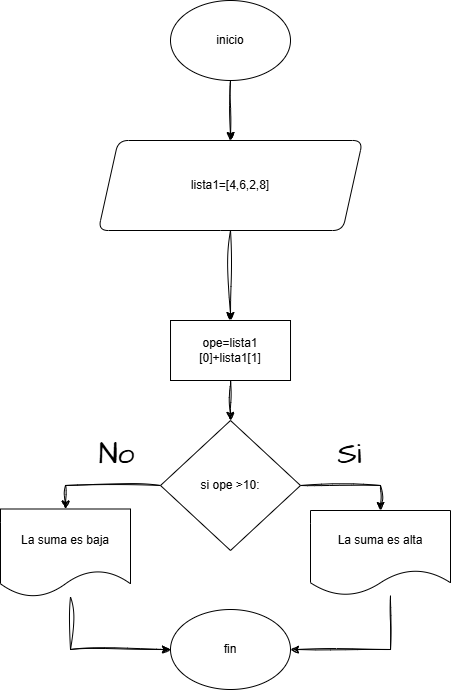 inicio
lista1=[4,6,2,8]
ope=lista1
[0]+lista1[1]
No
Si
si ope >10:
La suma es baja
La suma es alta
fin